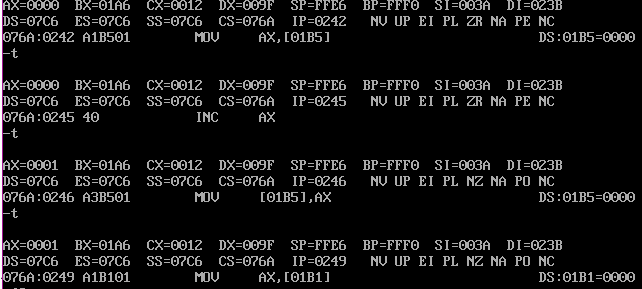 AX=0000  BX=01A6  CX=0012  DX=009F  SP=FFE6  BP=FFF0  SI=003A  DI=023B
DS=07C6  ES=07C6  SS=07C6  CS=076A  IP=0242   NV UP EI PL ZR NA PE NC
076A:0242 A1B501        MOV     AX,[01B5]                          DS:01B5=0000
-t
AX=0000  BX=01A6  CX=0012  DX=009F  SP=FFE6  BP=FFF0  SI=003A  DI=023B
DS=07C6  ES=07C6  SS=07C6  CS=076A  IP=0245   NV UP EI PL ZR NA PE NC
076A:0245 40            INC     AX
-t
AX=0001  BX=01A6  CX=0012  DX=009F  SP=FFE6  BP=FFF0  SI=003A  DI=023B
DS=07C6  ES=07C6  SS=07C6  CS=076A  IP=0246   NV UP EI PL NZ NA PO NC
076A:0246 A3B501        MOV     [01B5],AX                          DS:01B5=0000
-t
AX=0001  BX=01A6  CX=0012  DX=009F  SP=FFE6  BP=FFF0  SI=003A  DI=023B
DS=07C6  ES=07C6  SS=07C6  CS=076A  IP=0249   NV UP EI PL NZ NA PO NC
076A:0249 A1B101        MOV     AX,[01B1]                          DS:01B1=0000